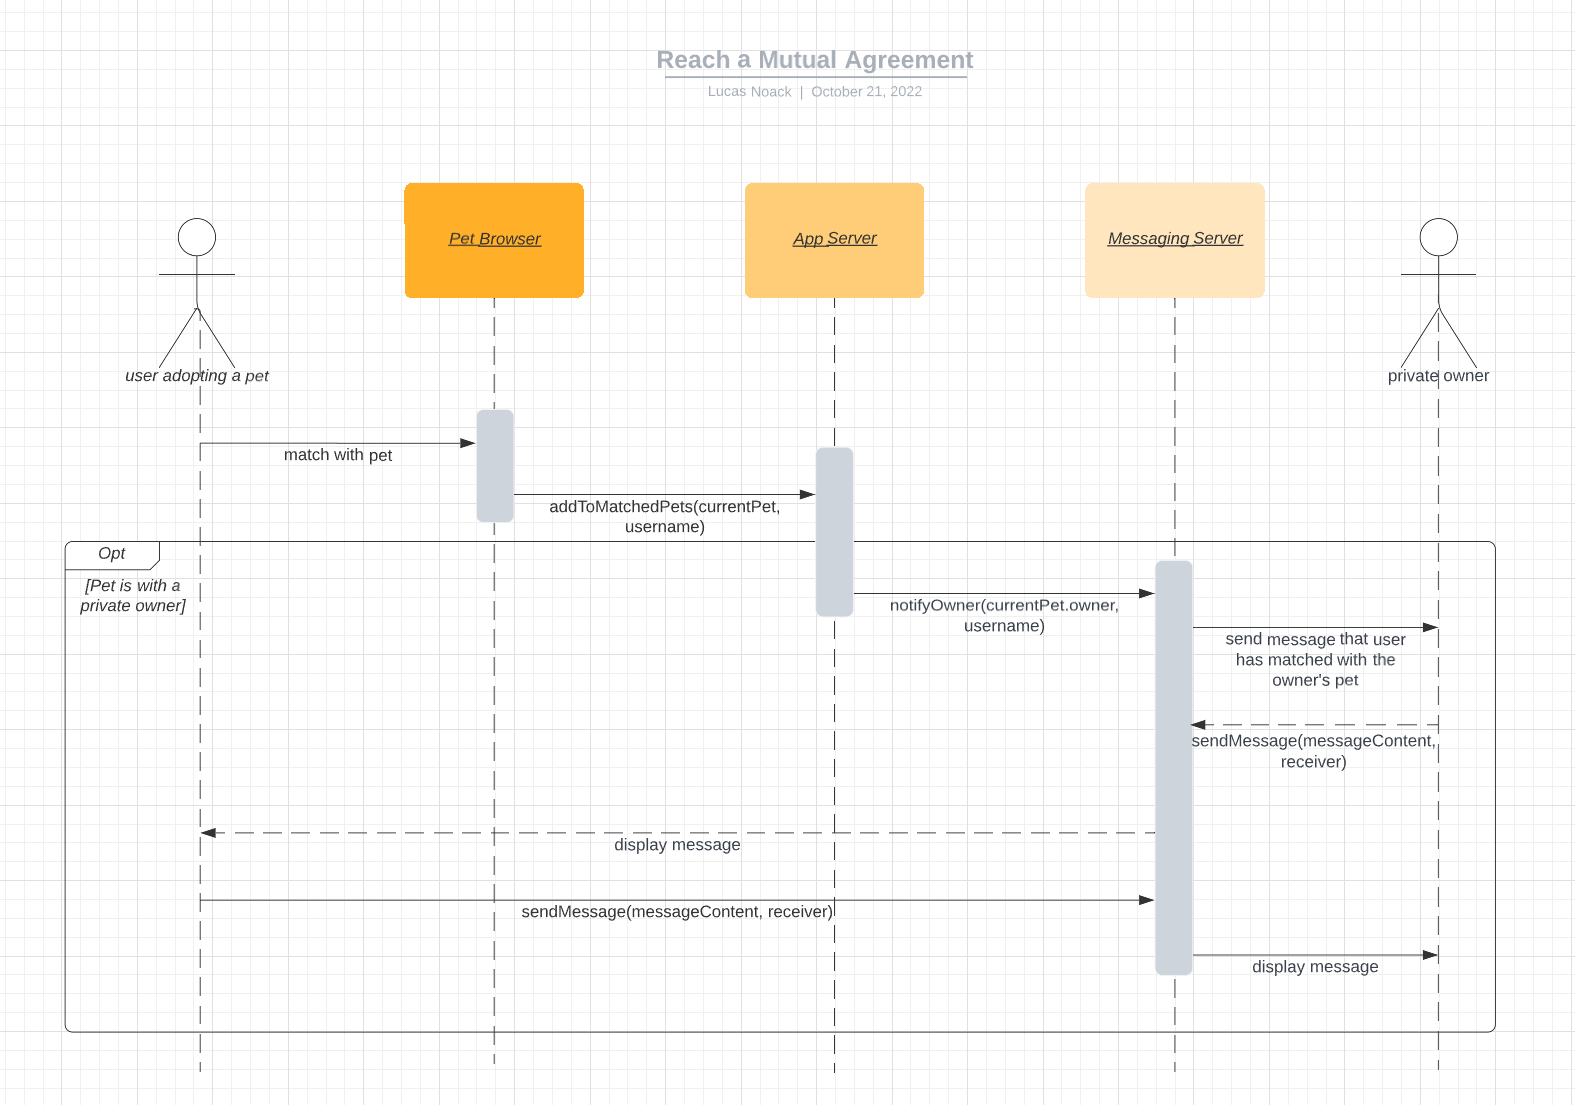 Reach a Mutual Agreement
Lucas Noack | October 21, 2022
Pet Browser
App Server
Messaging Server
user adopting a pet
private owner
match with pet
addToMatchedPets(currentPet,
username)
Opt
[Pet is with a
private owner]
notifyOwner(currentPet.owner,
username)
send message that user
has matched with the
owner's pet
sendMessage(messageContent,
receiver)
display message
sendMessage(messageContent, receiver)
display message